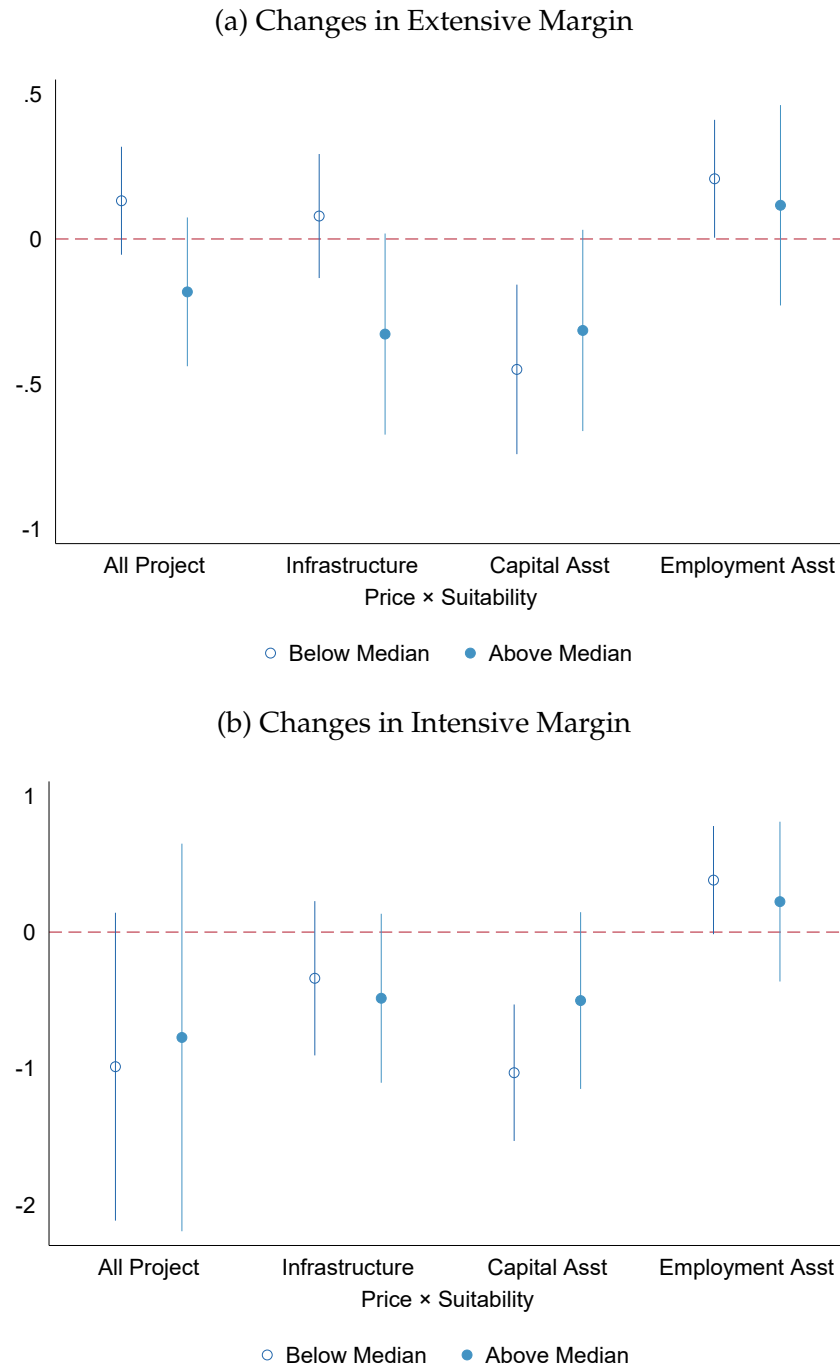 (a) Changes in Extensive Margin
.5
0
-.5
-1
All Project Infrastructure Capital Asst Employment Asst
Price × Suitability
Below Median Above Median
(b) Changes in Intensive Margin
1
0
-1
-2
All Project Infrastructure Capital Asst Employment Asst
Price × Suitability
Below Median Above Median